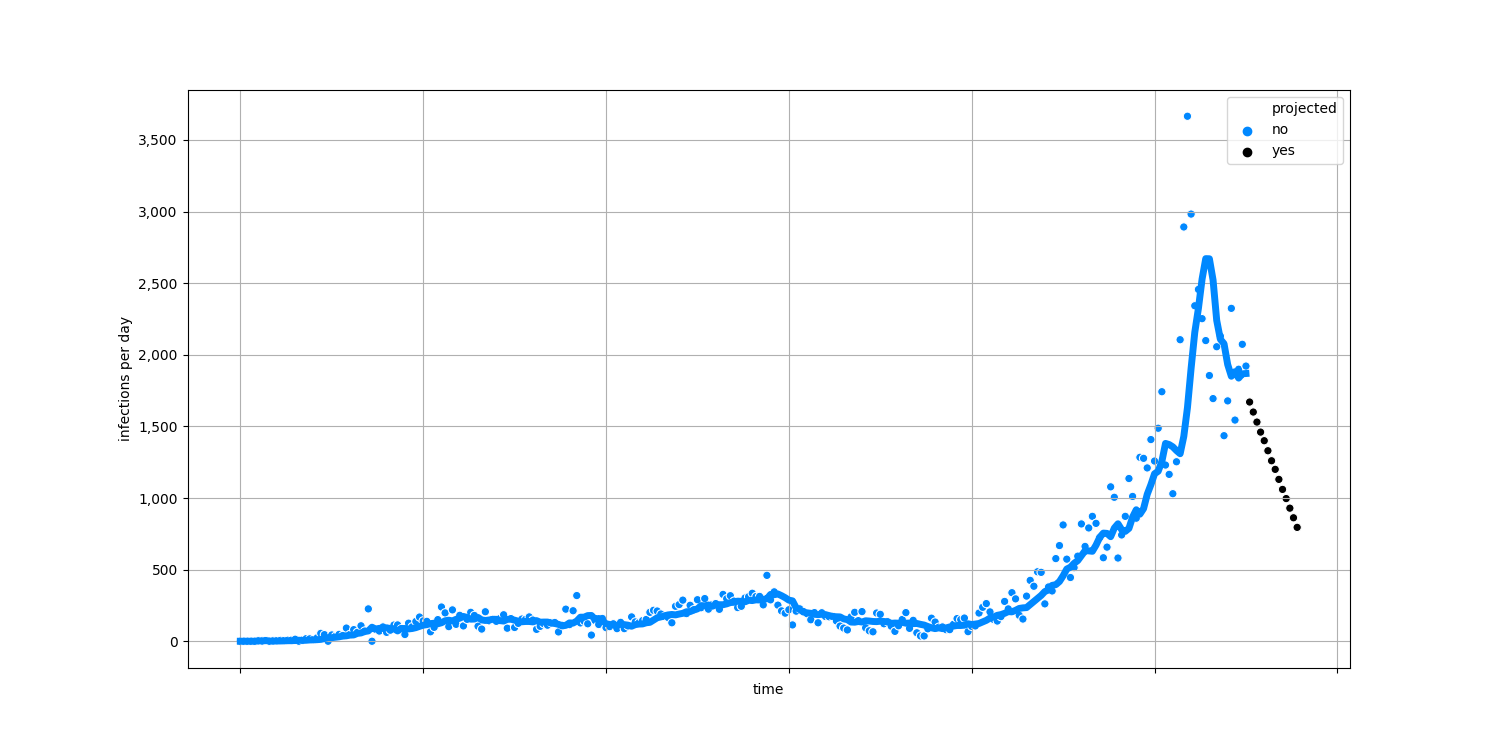 projected
no
yes
3,500
3,000
2,500
2,000
1,500
1,000
500
0
infections per day
time